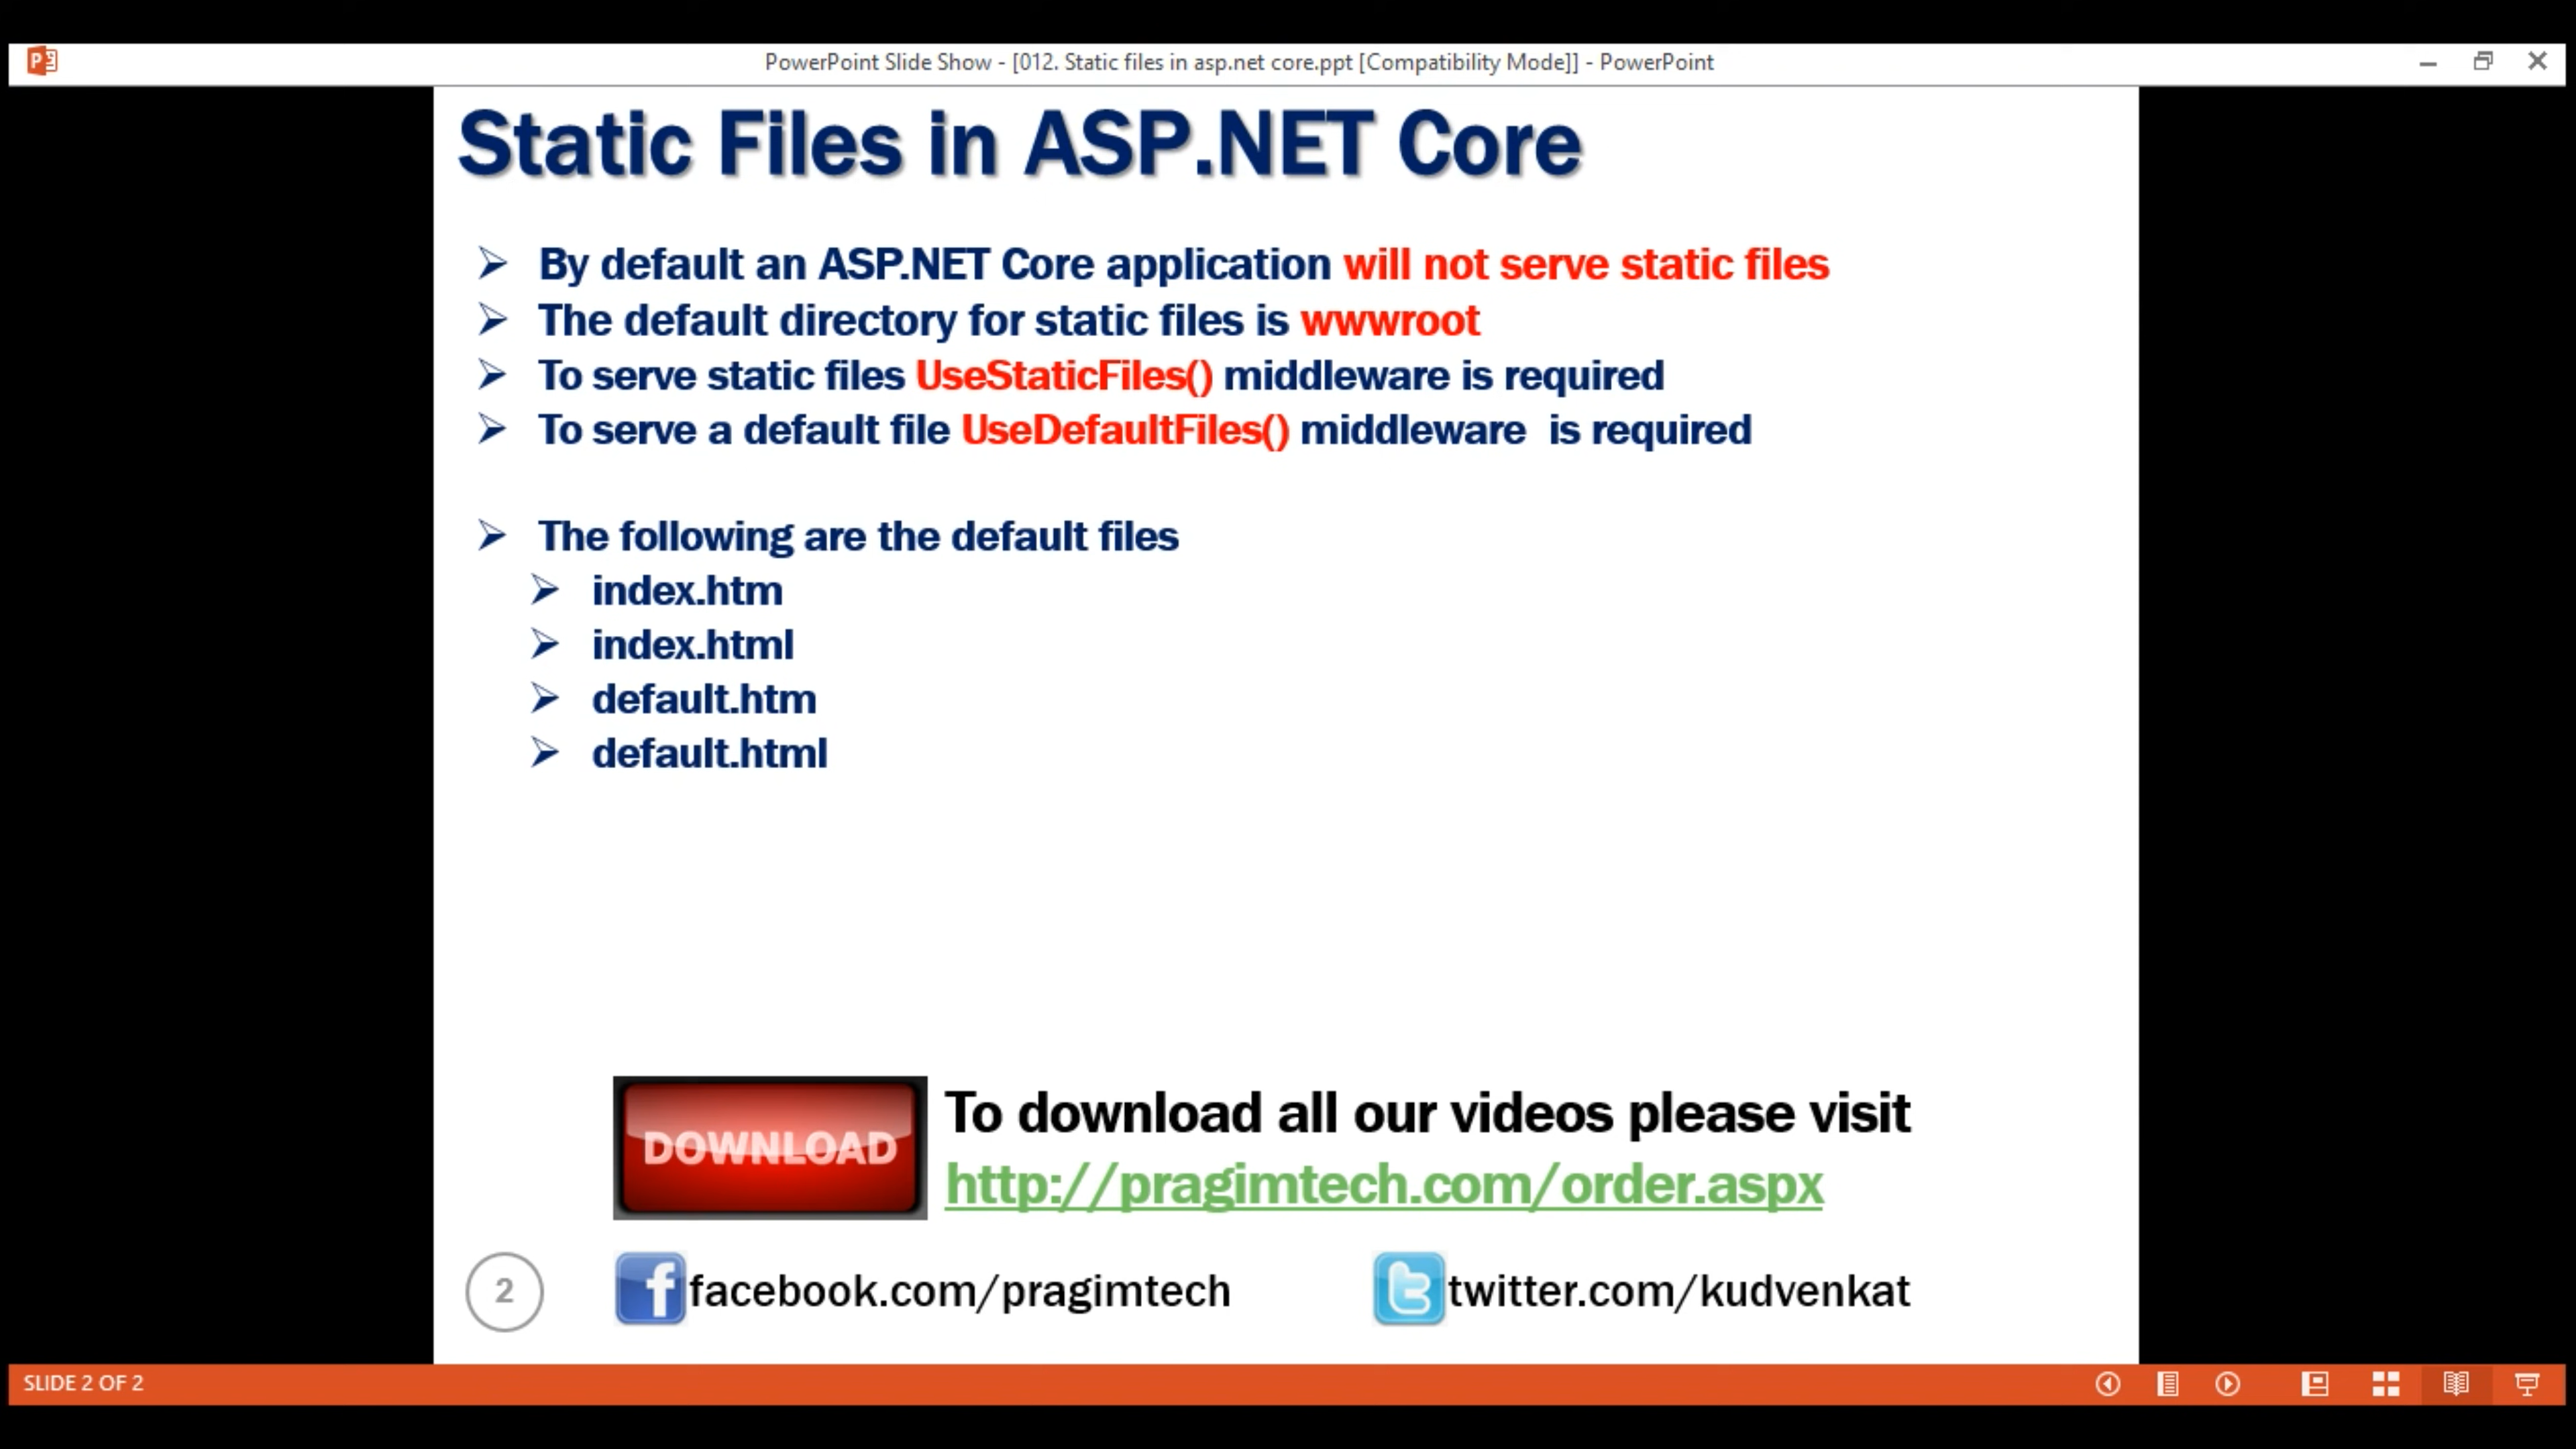 PowerPoint Slide Show - [012. Static files in asp.net core.ppt [Compatibility Mode]] - PowerPoint
Static Files in ASP.NET Core
By default an ASP.NET Core application will not serve static files
The default directory for static files is wwwroot
To serve static files UseStaticFiles() middleware is required
To serve a default file UseDefaultFiles() middleware  is required
The following are the default files
index.htm
index.html
default.htm
default.html
DOWNLOAD
To download all our videos please visit
http://pragimtech.com/order.aspx
2
facebook.com/pragimtech
twitter.com/kudvenkat
SLIDE 2 OF 2